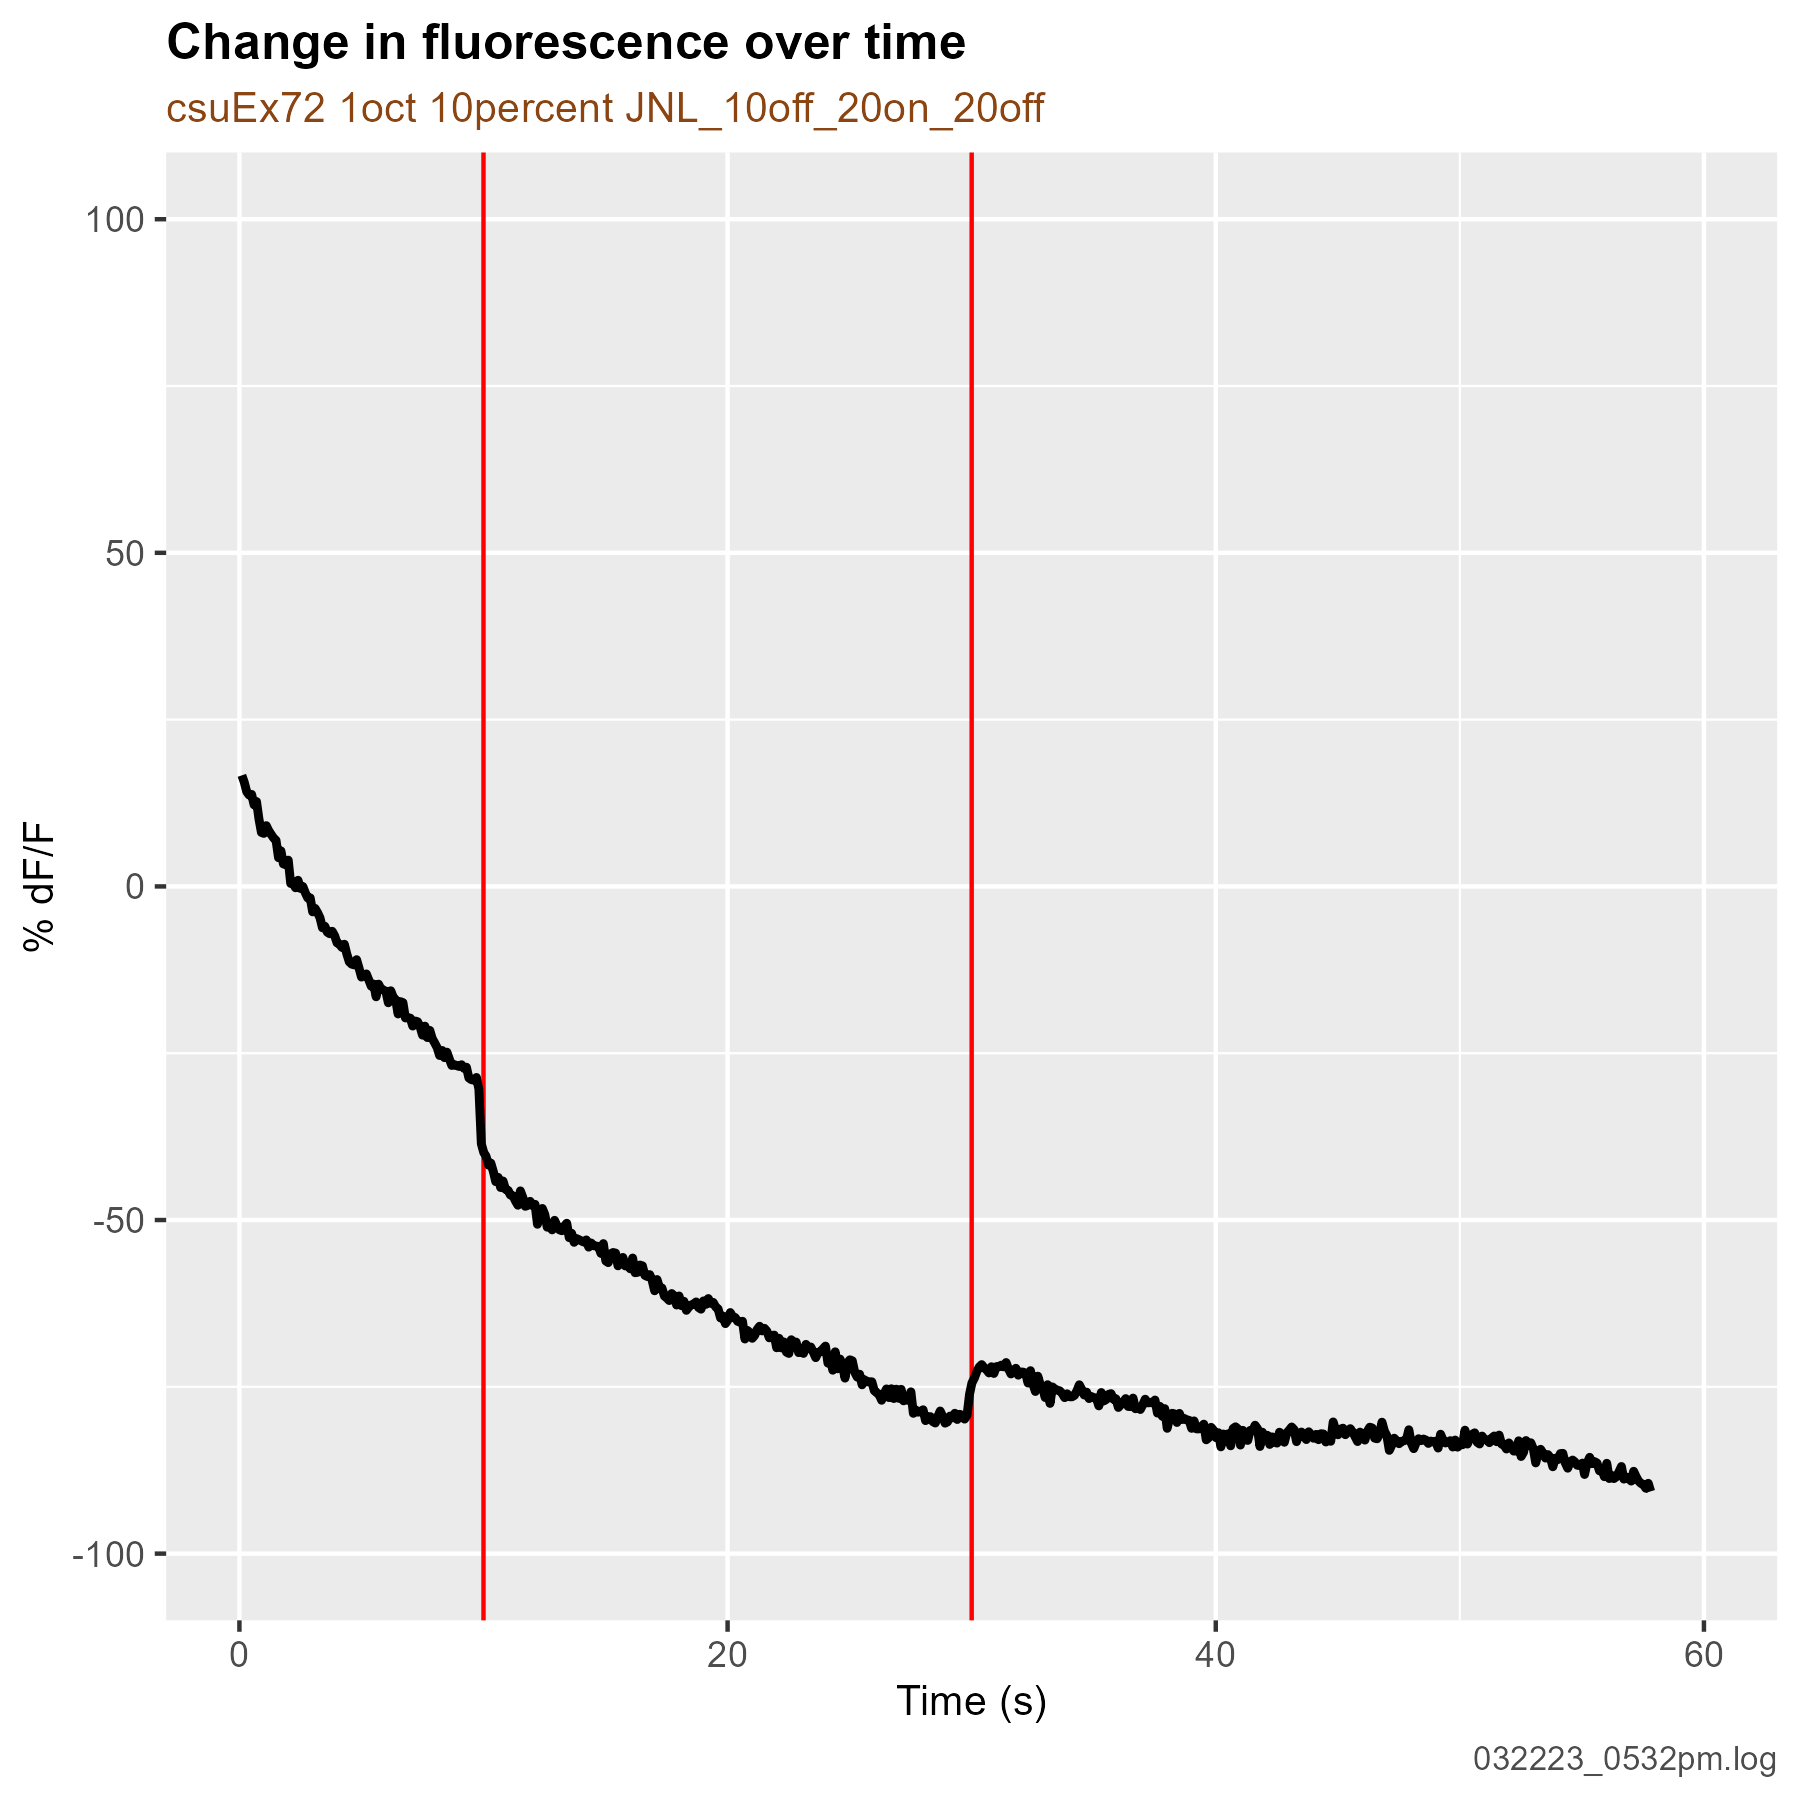 Change in fluorescence over time
csuEx72 1oct 10percent JNL_10off_20on_20off
100
50
0
-50
-100
% dF/F
0 20 40 60
Time (s)
032223_0532pm.log